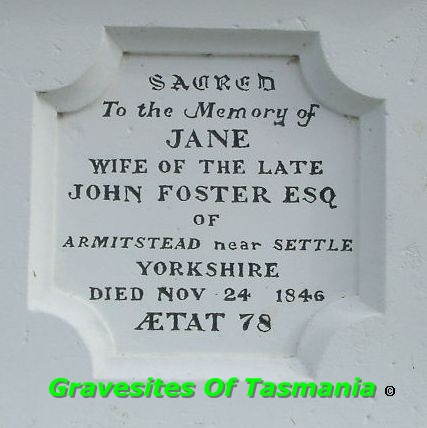 SACRED
To the Memory of
JANE
WIFE OF THE LATE
JOHN FOSTER ESQ
OF
ARMITSTEAD near SETTLE
YORKSHIRE
DIED NOV 24 1846
ÆTAT 78
Gravesites Of Tasmania ©